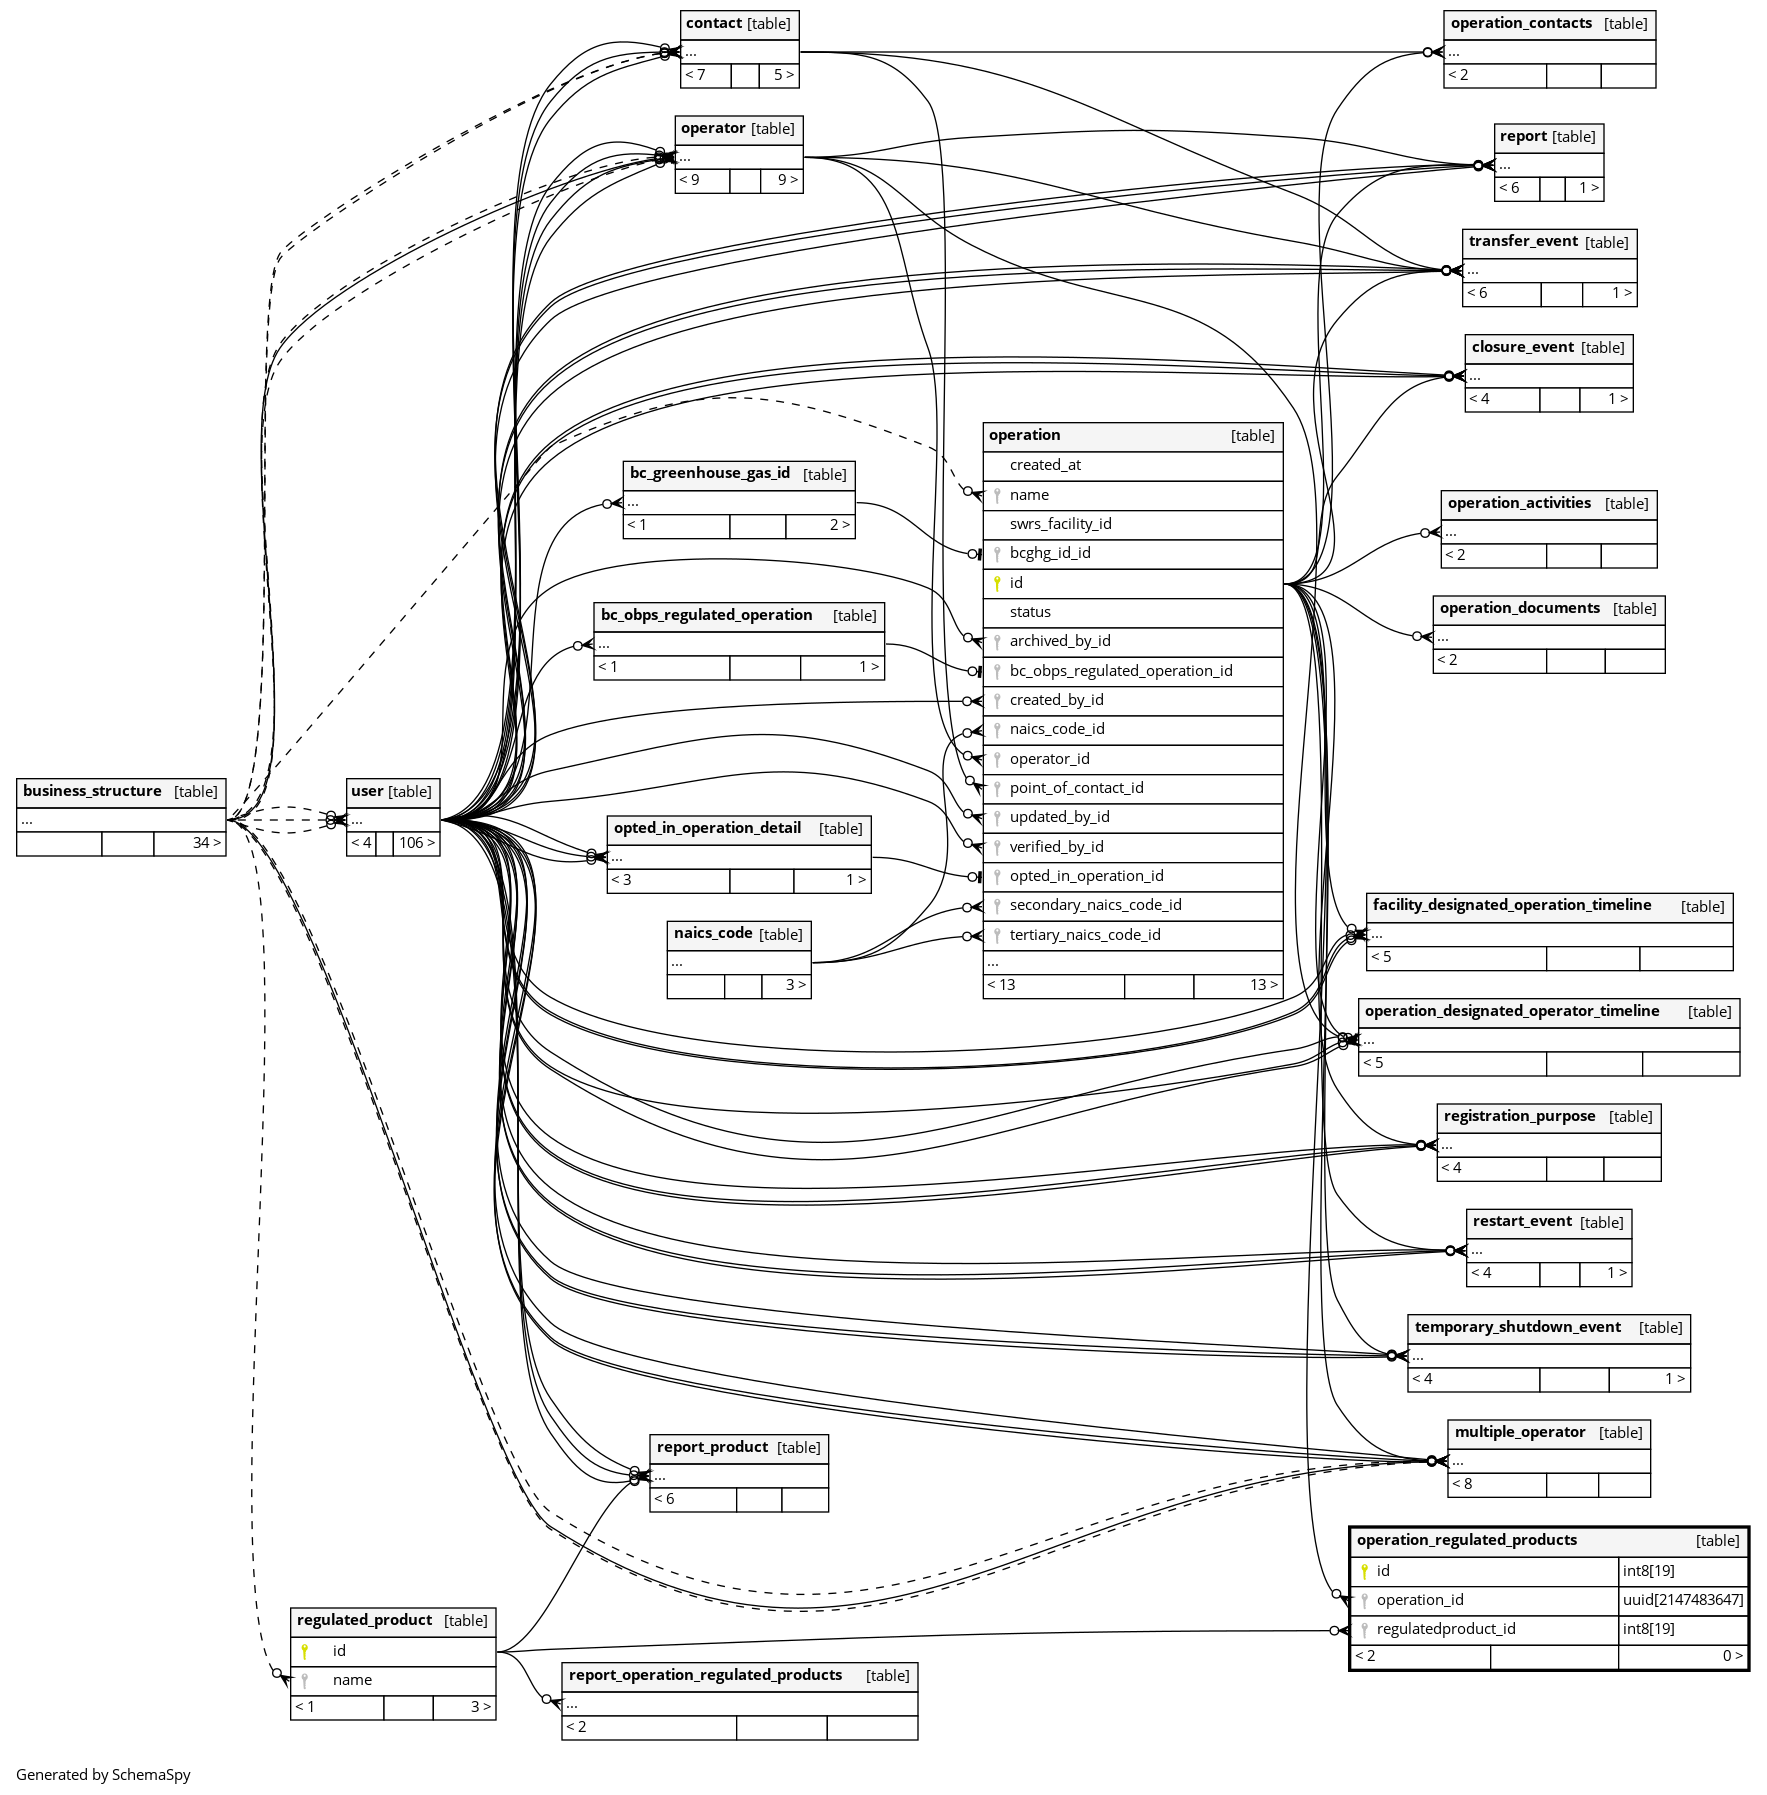 contact [table]
...
< 7 5 >
operation_contacts [table]
...
< 2
operator [table]
...
< 9 9 >
report [table]
...
< 6 1 >
transfer_event [table]
...
< 6 1 >
closure_event [table]
...
< 4 1 >
operation [table]
created_at
name
swrs_facility_id
bcghg_id_id
id
status
archived_by_id
bc_obps_regulated_operation_id
created_by_id
naics_code_id
operator_id
point_of_contact_id
updated_by_id
verified_by_id
opted_in_operation_id
secondary_naics_code_id
tertiary_naics_code_id
...
< 13 13 >
bc_greenhouse_gas_id [table]
...
< 1 2 >
bc_obps_regulated_operation [table]
...
< 1 1 >
operation_activities [table]
...
< 2
operation_documents [table]
...
< 2
business_structure [table]
...
34 >
user [table]
...
< 4 106 >
opted_in_operation_detail [table]
...
< 3 1 >
naics_code [table]
...
3 >
facility_designated_operation_timeline [table]
...
< 5
operation_designated_operator_timeline [table]
...
< 5
registration_purpose [table]
...
< 4
restart_event [table]
...
< 4 1 >
temporary_shutdown_event [table]
...
< 4 1 >
multiple_operator [table]
...
< 8
report_product [table]
...
< 6
operation_regulated_products [table]
id int8[19]
operation_id uuid[2147483647]
regulatedproduct_id int8[19]
< 2 0 >
regulated_product [table]
id
name
< 1 3 >
report_operation_regulated_products [table]
...
< 2
Generated by SchemaSpy